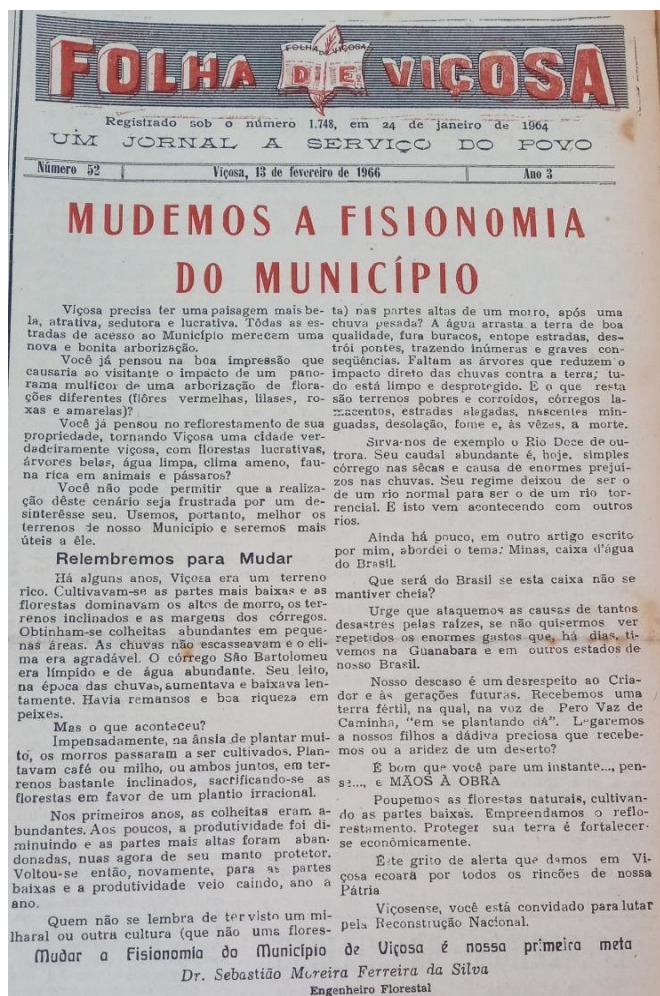 FOLHA DE VIÇOSA
FOLHA DE VIÇOSA
Registrado sob o número 1.748, em 24 de janeiro de 1964
UM JORNAL A SERVIÇO DO POVO
Número 52 Viçosa, 13 de fevereiro de 1966 Ano 3
MUDEMOS A FISIONOMIA
DO MUNICÍPIO
Viçosa precisa ter uma paisagem mais be-
la, atrativa, sedutora e lucrativa. Tôdas as es-
tradas de acesso ao Município merecem uma
nova e bonita arborização.
Você já pensou na boa impressão que
causaria ao visitante o impacto de um pano-
rama multicor de uma arborização de flora-
ções diferentes (flôres vermelhas, lilases, ro-
xas e amarelas)?
Você já pensou no reflorestamento de sua
propriedade, tornando Viçosa uma cidade ver-
dadeiramente viçosa, com florestas lucrativas,
árvores belas, água limpa, clima ameno, fau-
na rica em animais e pássaros?
Você não pode permitir que a realiza-
ção dêste cenário seja frustrada por um de-
sinterêsse seu. Usemos, portanto, melhor os
terrenos de nosso Município e seremos mais
úteis a êle.
Relembremos para Mudar
Há alguns anos, Viçosa era um terreno
rico. Cultivavam-se as partes mais baixas e as
florestas dominavam os altos de morro, os ter-
renos inclinados e as margens dos córregos.
Obtinham-se colheitas abundantes em peque-
nas áreas. As chuvas não escasseavam e o cli-
ma era agradável. O córrego São Bartolomeu
era límpido e de água abundante. Seu leito,
na época das chuvas, aumentava e baixava len-
tamente. Havia remansos e boa riqueza em
peixes.
Mas o que aconteceu?
Impensadamente, na ânsia de plantar mui-
to, os morros passaram a ser cultivados. Plan-
tavam café ou milho, ou ambos juntos, em ter-
renos bastante inclinados, sacrificando-se as
florestas em favor de um plantio irracional.
Nos primeiros anos, as colheitas eram a-
bundantes. Aos poucos, a produtividade foi di-
minuindo e as partes mais altas foram aban-
donadas, nuas agora de seu manto protetor.
Voltou-se então, novamente, para as partes
baixas e a produtividade veio caindo, ano a
ano.
Quem não se lembra de ter visto um mi-
lharal ou outra cultura (que não uma flores-
ta) nas partes altas de um morro, após uma
chuva pesada? A água arrasta a terra de boa
qualidade, fura buracos, entope estradas, des-
trói pontes, trazendo inúmeras e graves con-
seqüências. Faltam as árvores que reduzem o
impacto direto das chuvas contra a terra; tu-
do está limpo e desprotegido. E o que resta
são terrenos pobres e corroídos, córregos la-
macentos, estradas alagadas, nascentes min-
guadas, desolação, fome e, às vêzes, a morte.
Sirva-nos de exemplo o Rio Doce de ou-
trora. Seu caudal abundante é, hoje, simples
córrego nas sêcas e causa de enormes prejuí-
zos nas chuvas. Seu regime deixou de ser o
de um rio normal para ser o de um rio tor-
rencial. E isto vem acontecendo com outros
rios.
Ainda há pouco, em outro artigo escrito
por mim, abordei o tema: Minas, caixa d'água
do Brasil.
Que será do Brasil se esta caixa não se
mantiver cheia?
Urge que ataquemos as causas de tantos
desastres pelas raízes, se não quisermos ver
repetidos os enormes gastos que, há dias, ti-
vemos na Guanabara e em outros estados de
nosso Brasil.
Nosso descaso é um desrespeito ao Cria-
dor e às gerações futuras. Recebemos uma
terra fértil, na qual, na voz de Pero Vaz de
Caminha, "em se plantando dá". Legaremos
a nossos filhos a dádiva preciosa que recebe-
mos ou a aridez de um deserto?
É bom que você pare um instante..., pen-
se..., e MÃOS À OBRA
Poupemos as florestas naturais, cultivan-
do as partes baixas. Empreendamos o reflo-
restamento. Proteger sua terra é fortalecer-
se econômicamente.
Êste grito de alerta que damos em Vi-
çosa ecoará por todos os rincões de nossa
Pátria
Viçosense, você está convidado para lutar
pela Reconstrução Nacional.
Mudar a Fisionomia do Município de Viçosa é nossa primeira meta
Dr. Sebastião Moreira Ferreira da Silva
Engenheiro Florestal